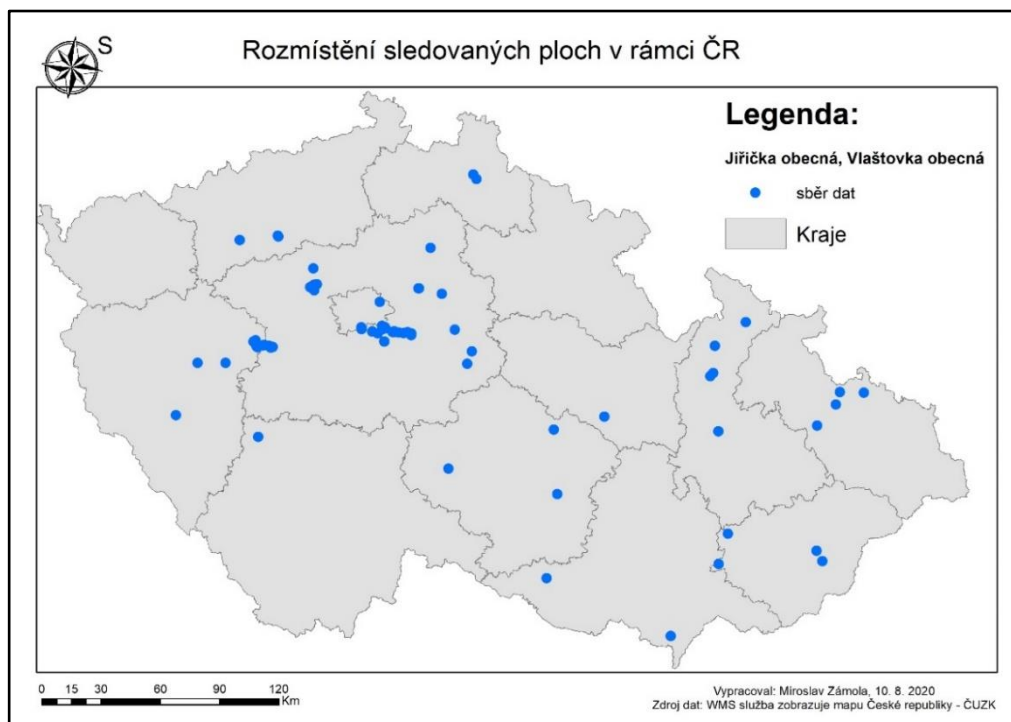 S
Rozmístění sledovaných ploch v rámci ČR
Legenda:
Jiřička obecná, Vlaštovka obecná
sběr dat
Kraje
0 15 30 60 90 120
Km
Vypracoval: Miroslav Zámola, 10. 8. 2020
Zdroj dat: WMS služba zobrazuje mapu České republiky - ČUZK